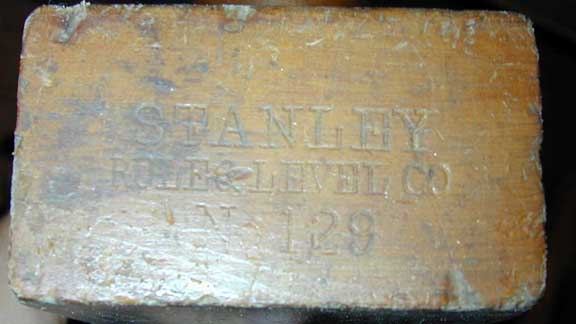 STANLEY
RULE & LEVEL CO
No 129